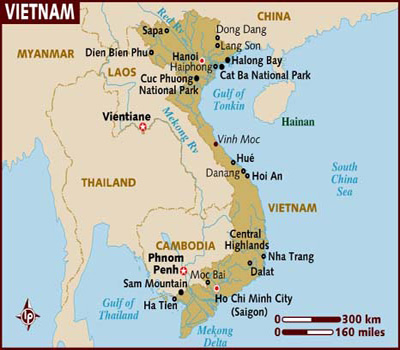 VIETNAM
CHINA
Red Rv
Sapa
Dong Dang
Lang Son
MYANMAR
Dien Bien Phu
Hanoi
Haiphong
Halong Bay
LAOS
Cat Ba National Park
Cuc Phuong
National Park
Gulf of
Tonkin
Vientiane
Mekong Rv
Hainan
Vinh Moc
Hué
South
China
Sea
Danang
Hoi An
THAILAND
VIETNAM
Central
Highlands
CAMBODIA
Nha Trang
Phnom
Penh
Moc Bai
Dalat
Sam Mountain
Ho Chi Minh City
(Saigon)
Gulf of
Thailand
Ha Tien
Mekong
Delta
LP
0
300 km
0
160 miles